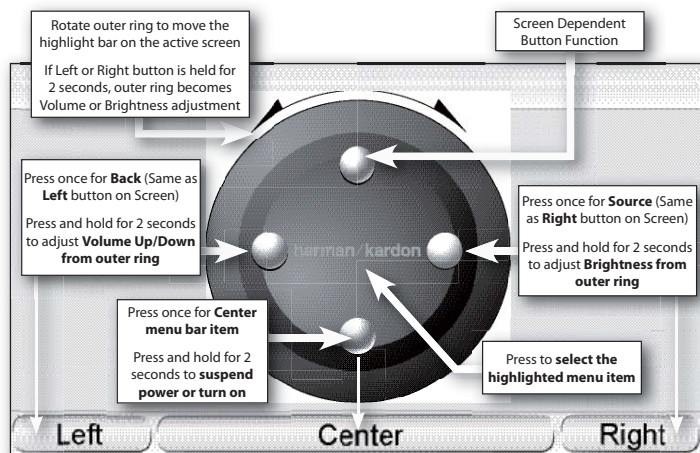 Rotate outer ring to move the
highlight bar on the active screen
If Left or Right button is held for
2 seconds, outer ring becomes
Volume or Brightness adjustment
Screen Dependent
Button Function
Press once for Back (Same as
Left button on Screen)
Press and hold for 2 seconds
to adjust Volume Up/Down
from outer ring
harman/kardon
Press once for Source (Same
as Right button on Screen)
Press and hold for 2 seconds
to adjust Brightness from
outer ring
Press once for Center
menu bar item
Press and hold for 2
seconds to suspend
power or turn on
Press to select the
highlighted menu item
Left
Center
Right